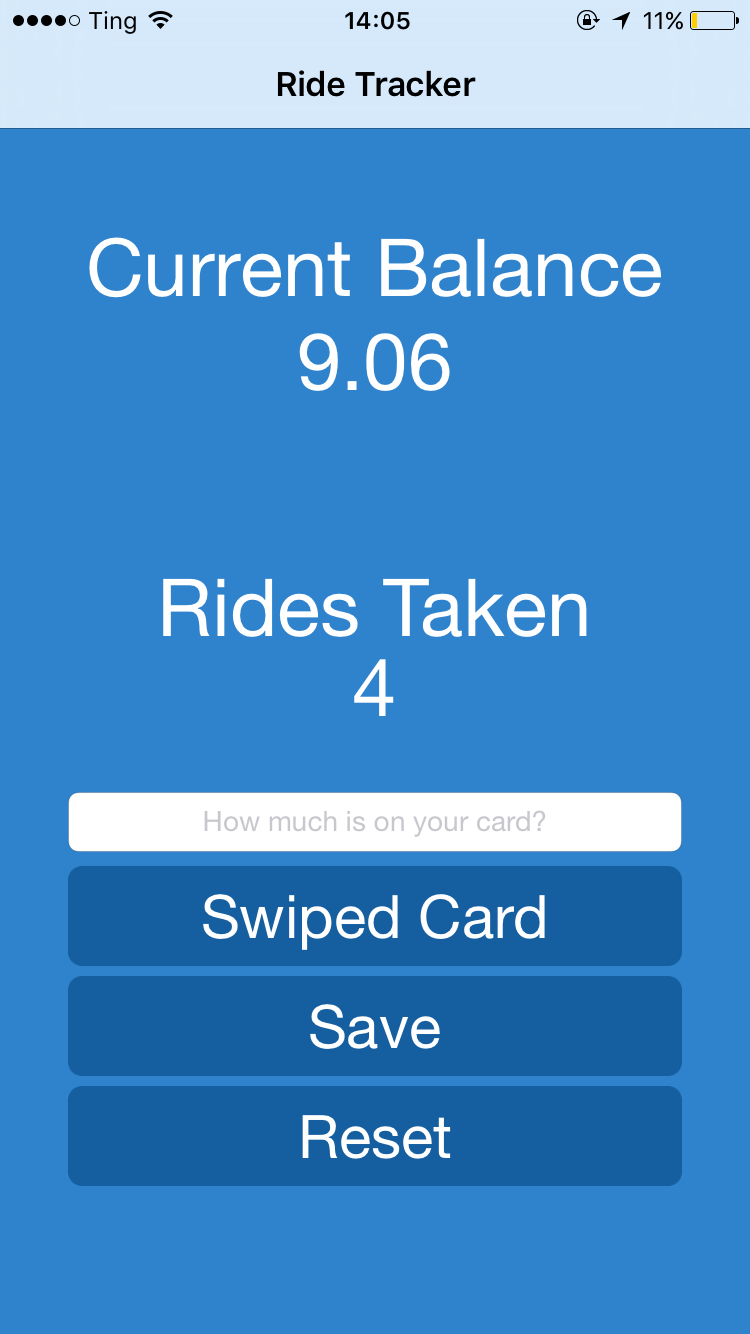 Ting 14:05 11%
Ride Tracker
Current Balance
9.06
Rides Taken
4
How much is on your card?
Swiped Card
Save
Reset